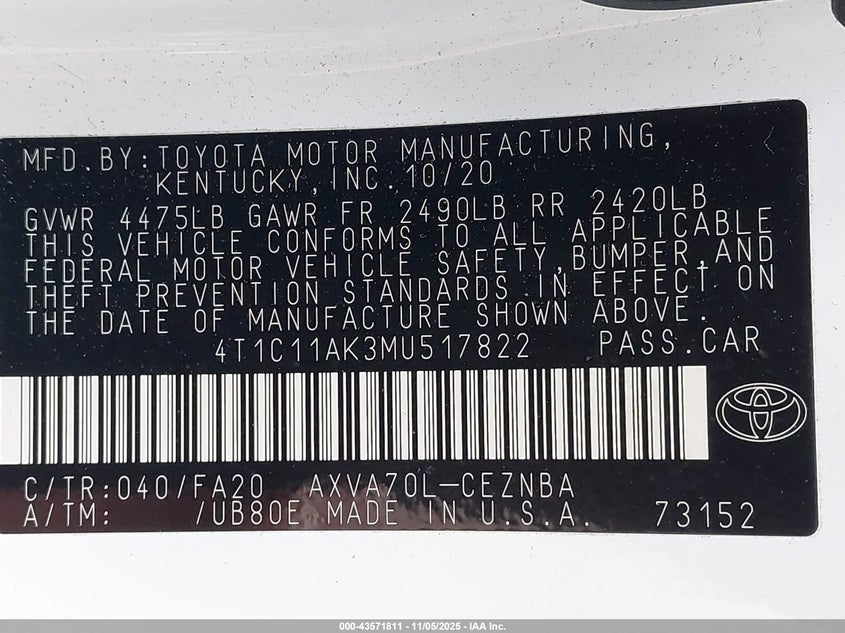 MFD.BY:TOYOTA MOTOR MANUFACTURING,
KENTUCKY,INC.10/20
GVWR 4475LB GAWR FR 2490LB RR 2420LB
THIS VEHICLE CONFORMS TO ALL APPLICABLE
FEDERAL MOTOR VEHICLE SAFETY,BUMPER,AND
THEFT PREVENTION STANDARDS IN EFFECT ON
THE DATE OF MANUFACTURE SHOWN ABOVE.
4T1C11AK3MU517822 PASS.CAR
C/TR:040/FA20 AXVA70L-CEZNBA
A/TM: /UB80E MADE IN U.S.A. 73152
000-43571811 - 11/05/2025 - IAA Inc.